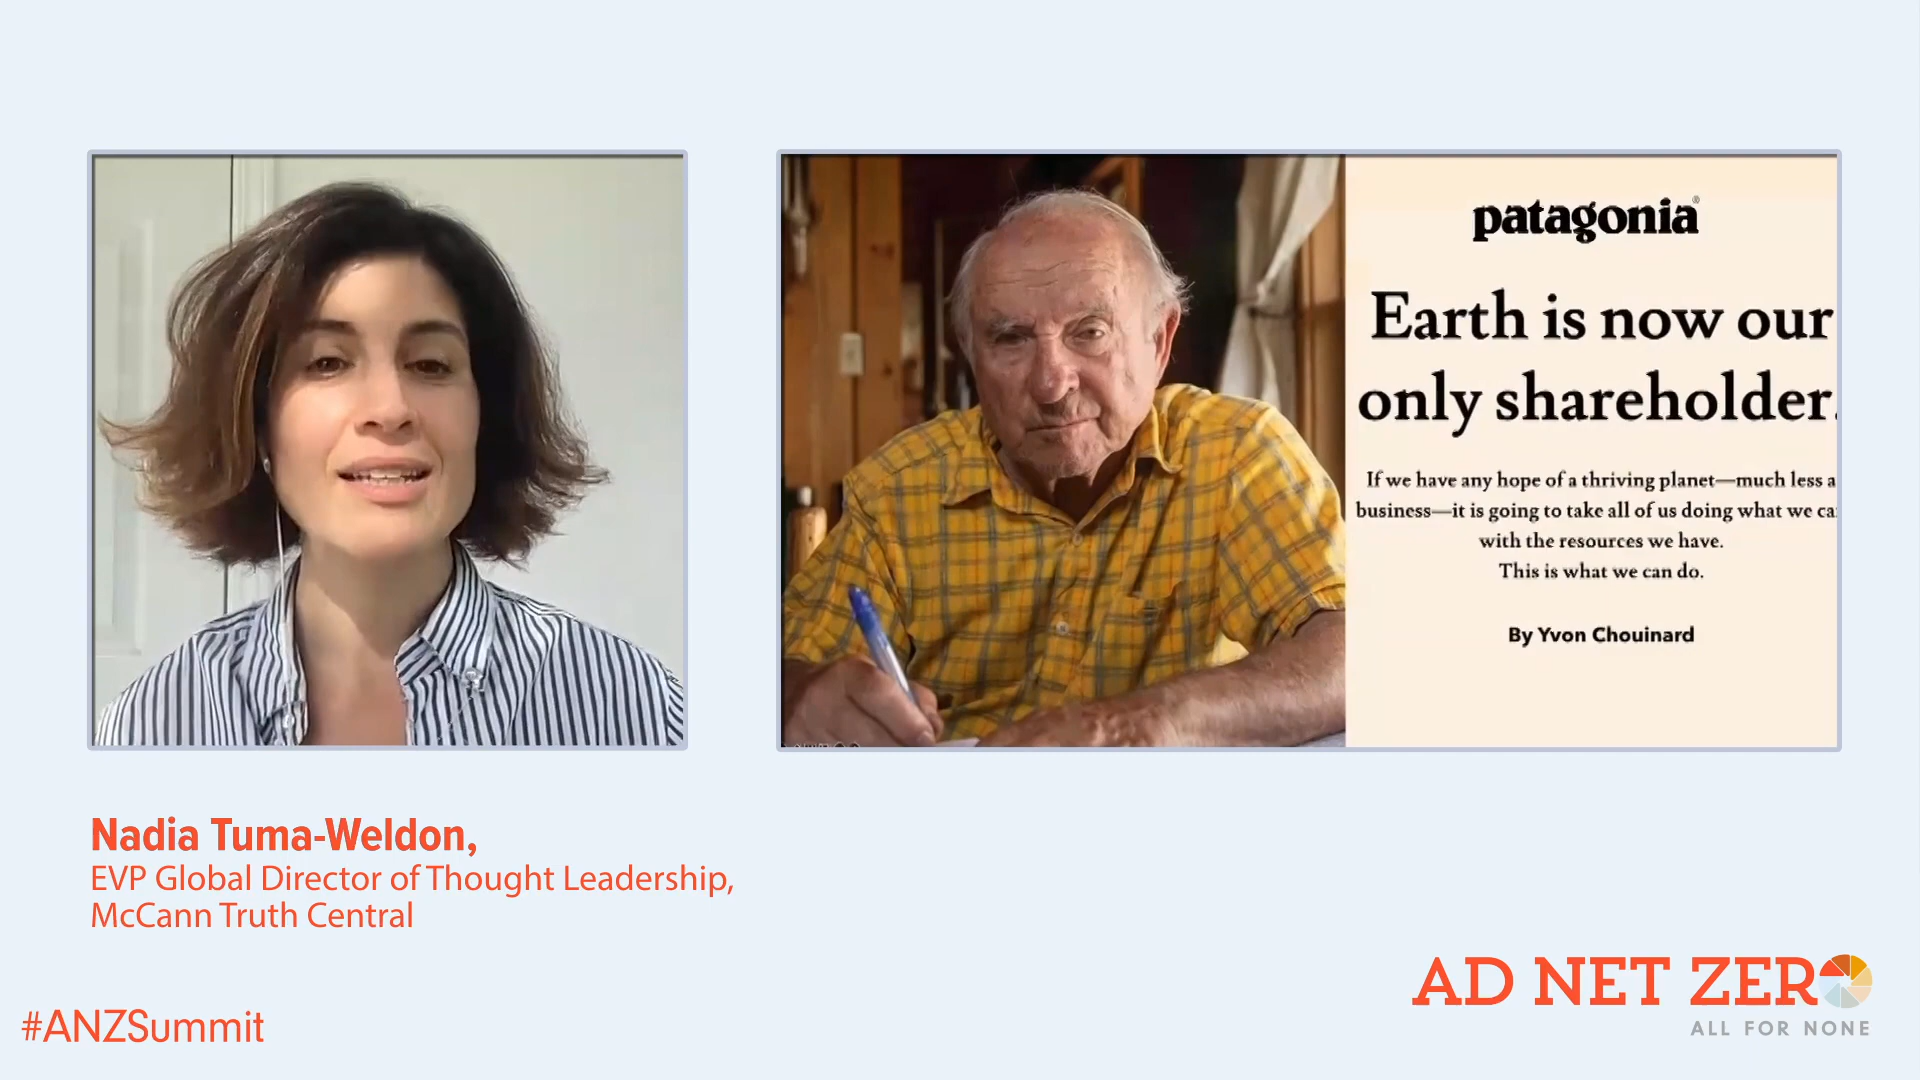 patagonia®
Earth is now our
only shareholder.
If we have any hope of a thriving planet—much less a
business—it is going to take all of us doing what we ca
with the resources we have.
This is what we can do.
By Yvon Chouinard
Nadia Tuma-Weldon,
EVP Global Director of Thought Leadership,
McCann Truth Central
#ANZSummit
AD NET ZERO
ALL FOR NONE